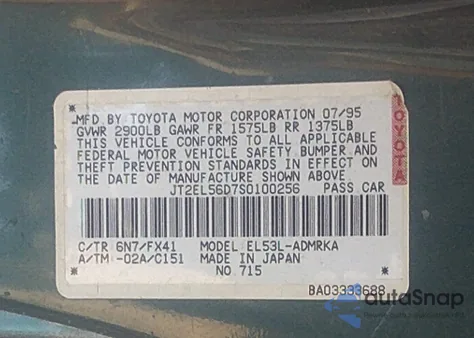 MFD BY TOYOTA MOTOR CORPORATION 07/95
GVWR 2900LB GAWR FR 1575LB RR 1375LB
THIS VEHICLE CONFORMS TO ALL APPLICABLE
FEDERAL MOTOR VEHICLE SAFETY, BUMPER AND
THEFT PREVENTION STANDARDS IN EFFECT ON
THE DATE OF MANUFACTURE SHOWN ABOVE
JT2EL56D7S0100256 PASS CAR
TOYOTA
C/TR 6N7/FX41 MODEL EL53L-ADMRKA
A/TM -02A/C151 MADE IN JAPAN
NO.715
BA03333688
autaSnap